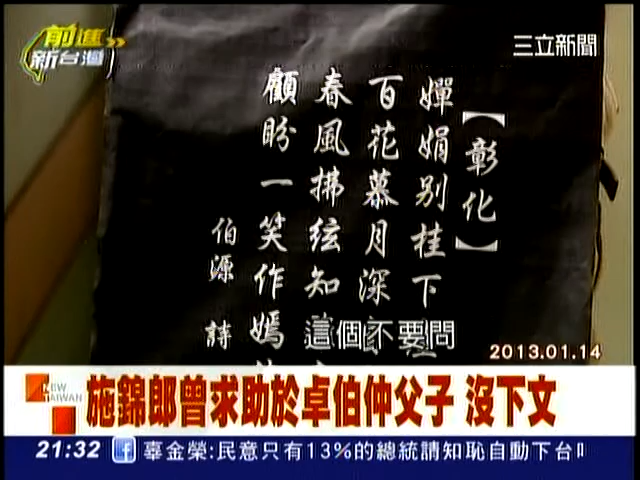 前進
新台灣
三立新聞
【彰化】
嬋娟別桂下
百花慕月深
春風拂絃知
顧盼一笑作嫣
伯源 詩
這個不要問
2013.01.14
NEW
TAIWAN
施錦郎曾求助於卓伯仲父子 沒下文
21:32 辜金榮:民意只有13%的總統請知恥自動下台